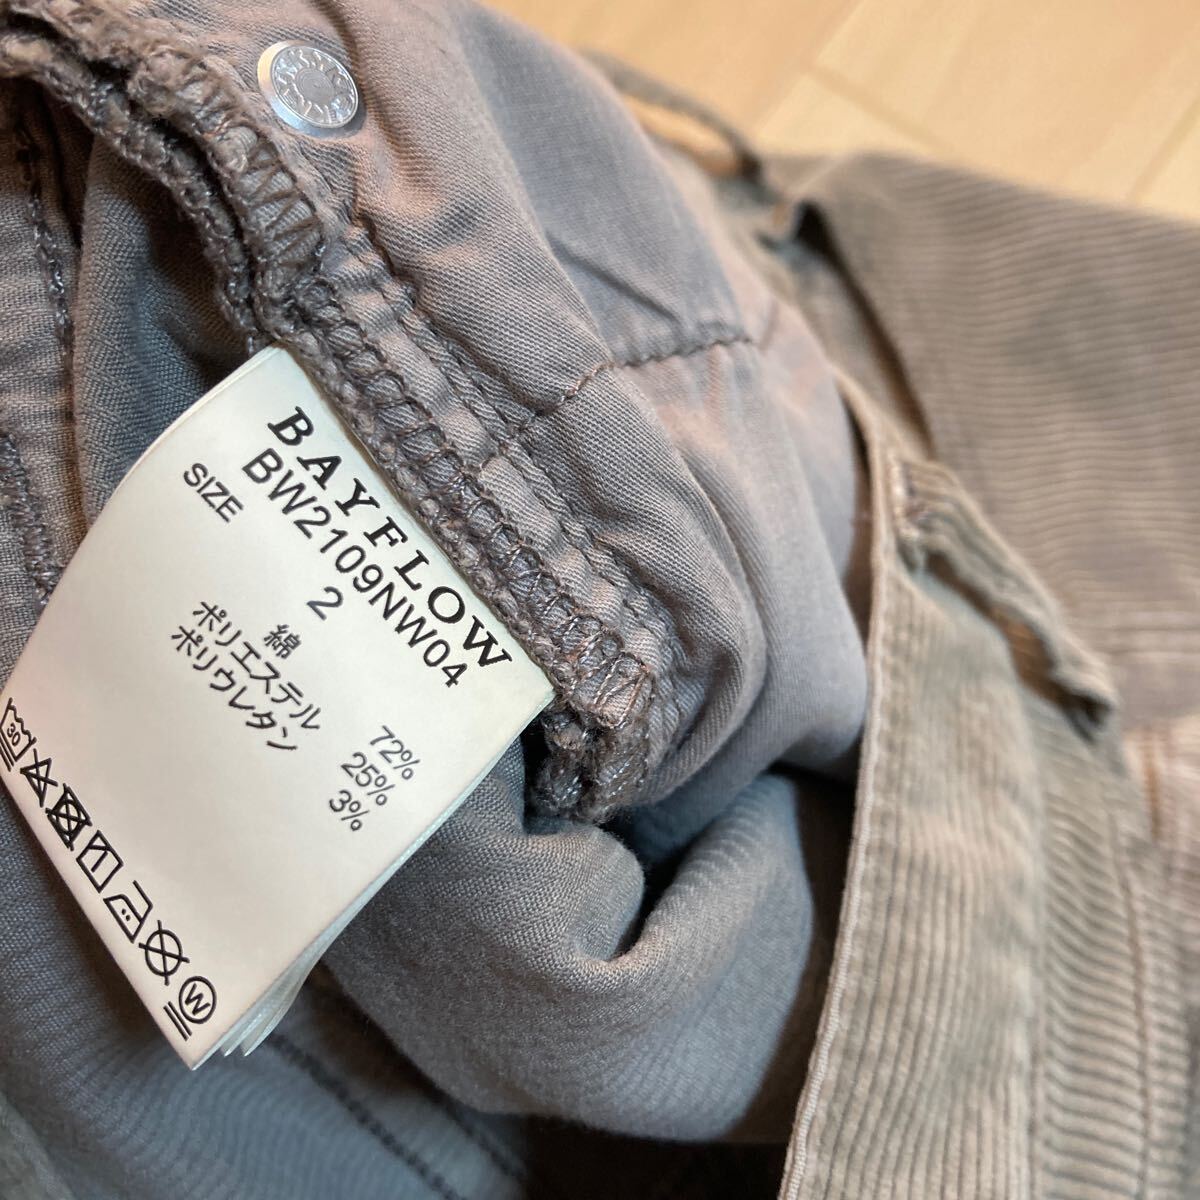 BAYFLOW
BW2109NW04
SIZE 2
綿 72%
ポリエステル 25%
ポリウレタン 3%
30
W